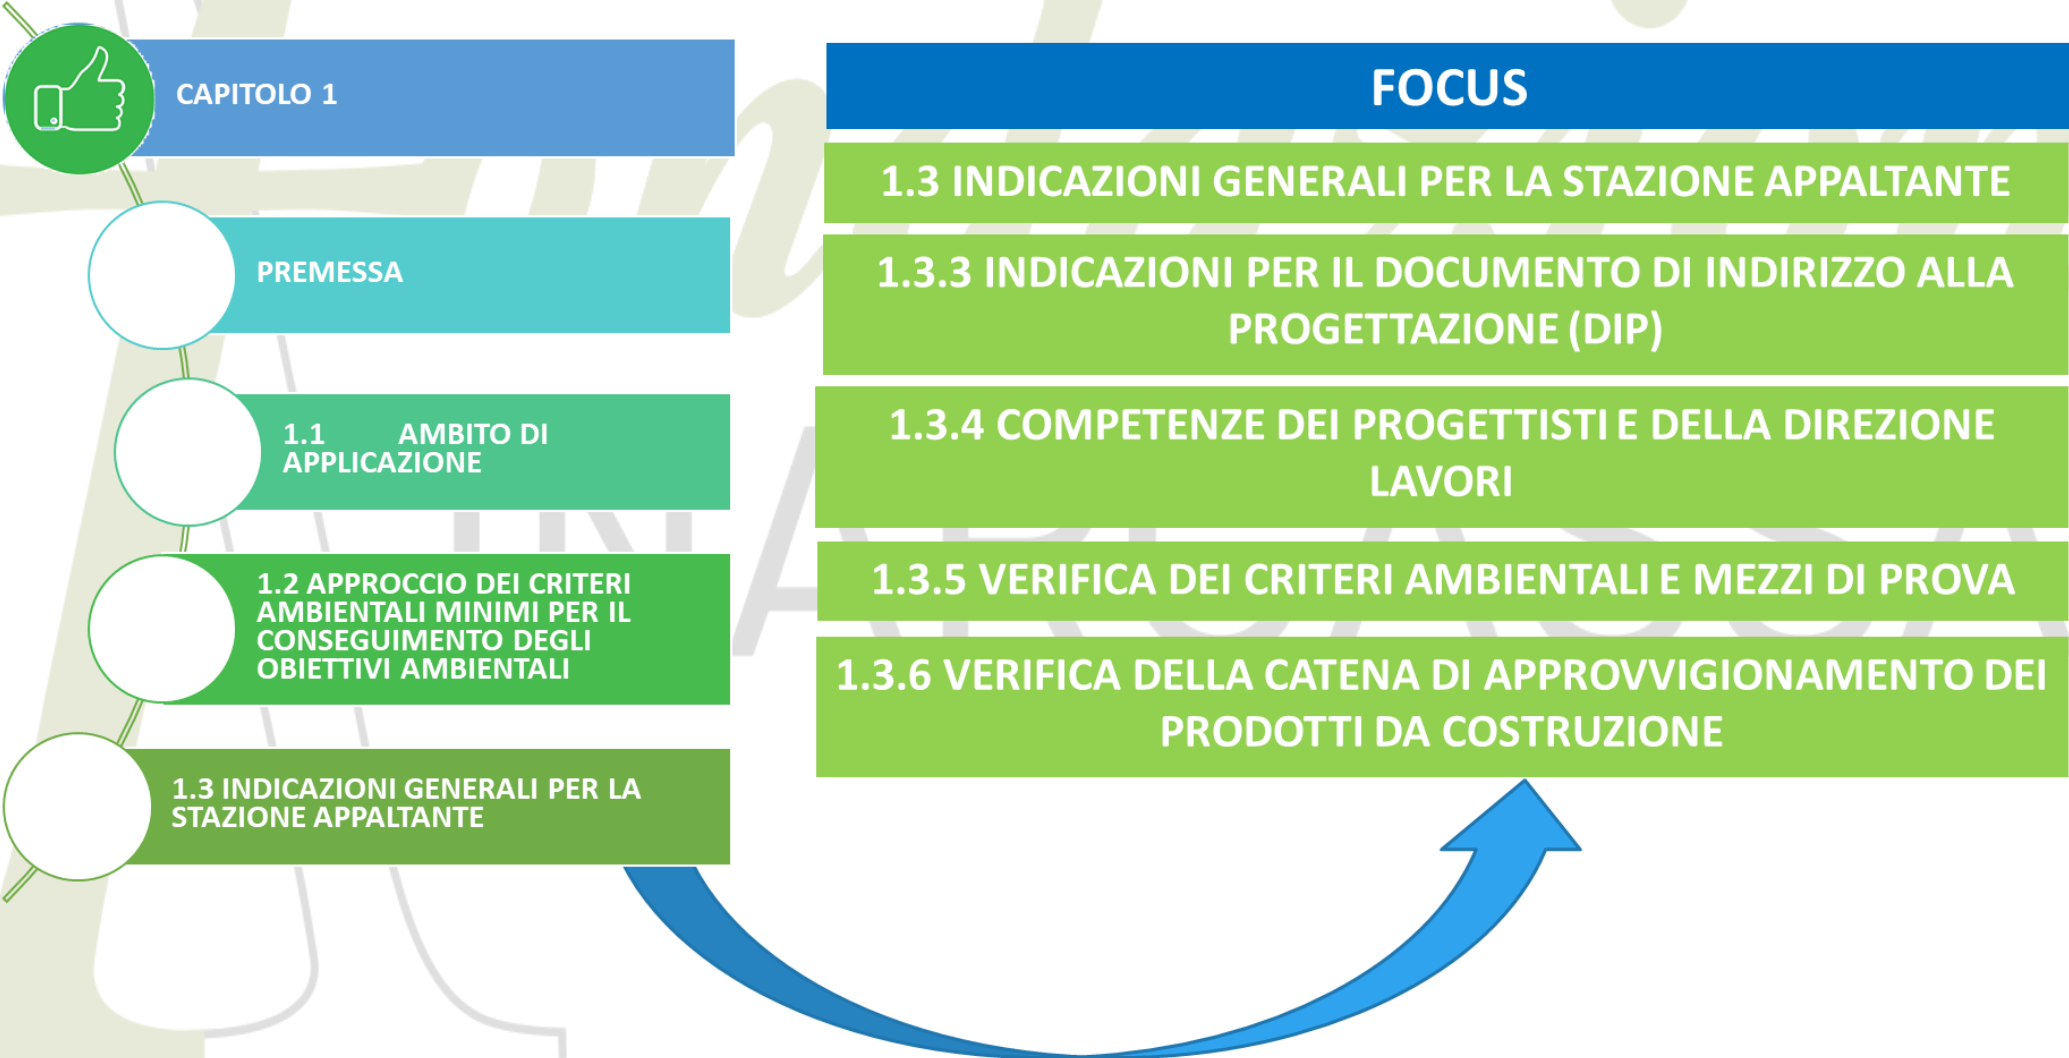 CAPITOLO 1
PREMESSA
1.1 AMBITO DI
APPLICAZIONE
1.2 APPROCCIO DEI CRITERI
AMBIENTALI MINIMI PER IL
CONSEGUIMENTO DEGLI
OBIETTIVI AMBIENTALI
1.3 INDICAZIONI GENERALI PER LA
STAZIONE APPALTANTE
FOCUS
1.3 INDICAZIONI GENERALI PER LA STAZIONE APPALTANTE
1.3.3 INDICAZIONI PER IL DOCUMENTO DI INDIRIZZO ALLA
PROGETTAZIONE (DIP)
1.3.4 COMPETENZE DEI PROGETTISTI E DELLA DIREZIONE
LAVORI
1.3.5 VERIFICA DEI CRITERI AMBIENTALI E MEZZI DI PROVA
1.3.6 VERIFICA DELLA CATENA DI APPROVVIGIONAMENTO DEI
PRODOTTI DA COSTRUZIONE